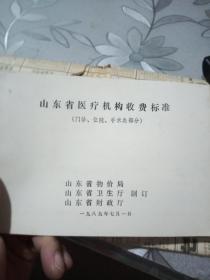 山东省医疗机构收费标准
(门诊、住院、手术类部分)
山东省物价局
山东省卫生厅 制订
山东省财政厅
一九八九年七月一日